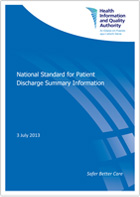 Health
Information
and Quality
Authority
National Standard for Patient
Discharge Summary Information
3 July 2013
Safer Better Care